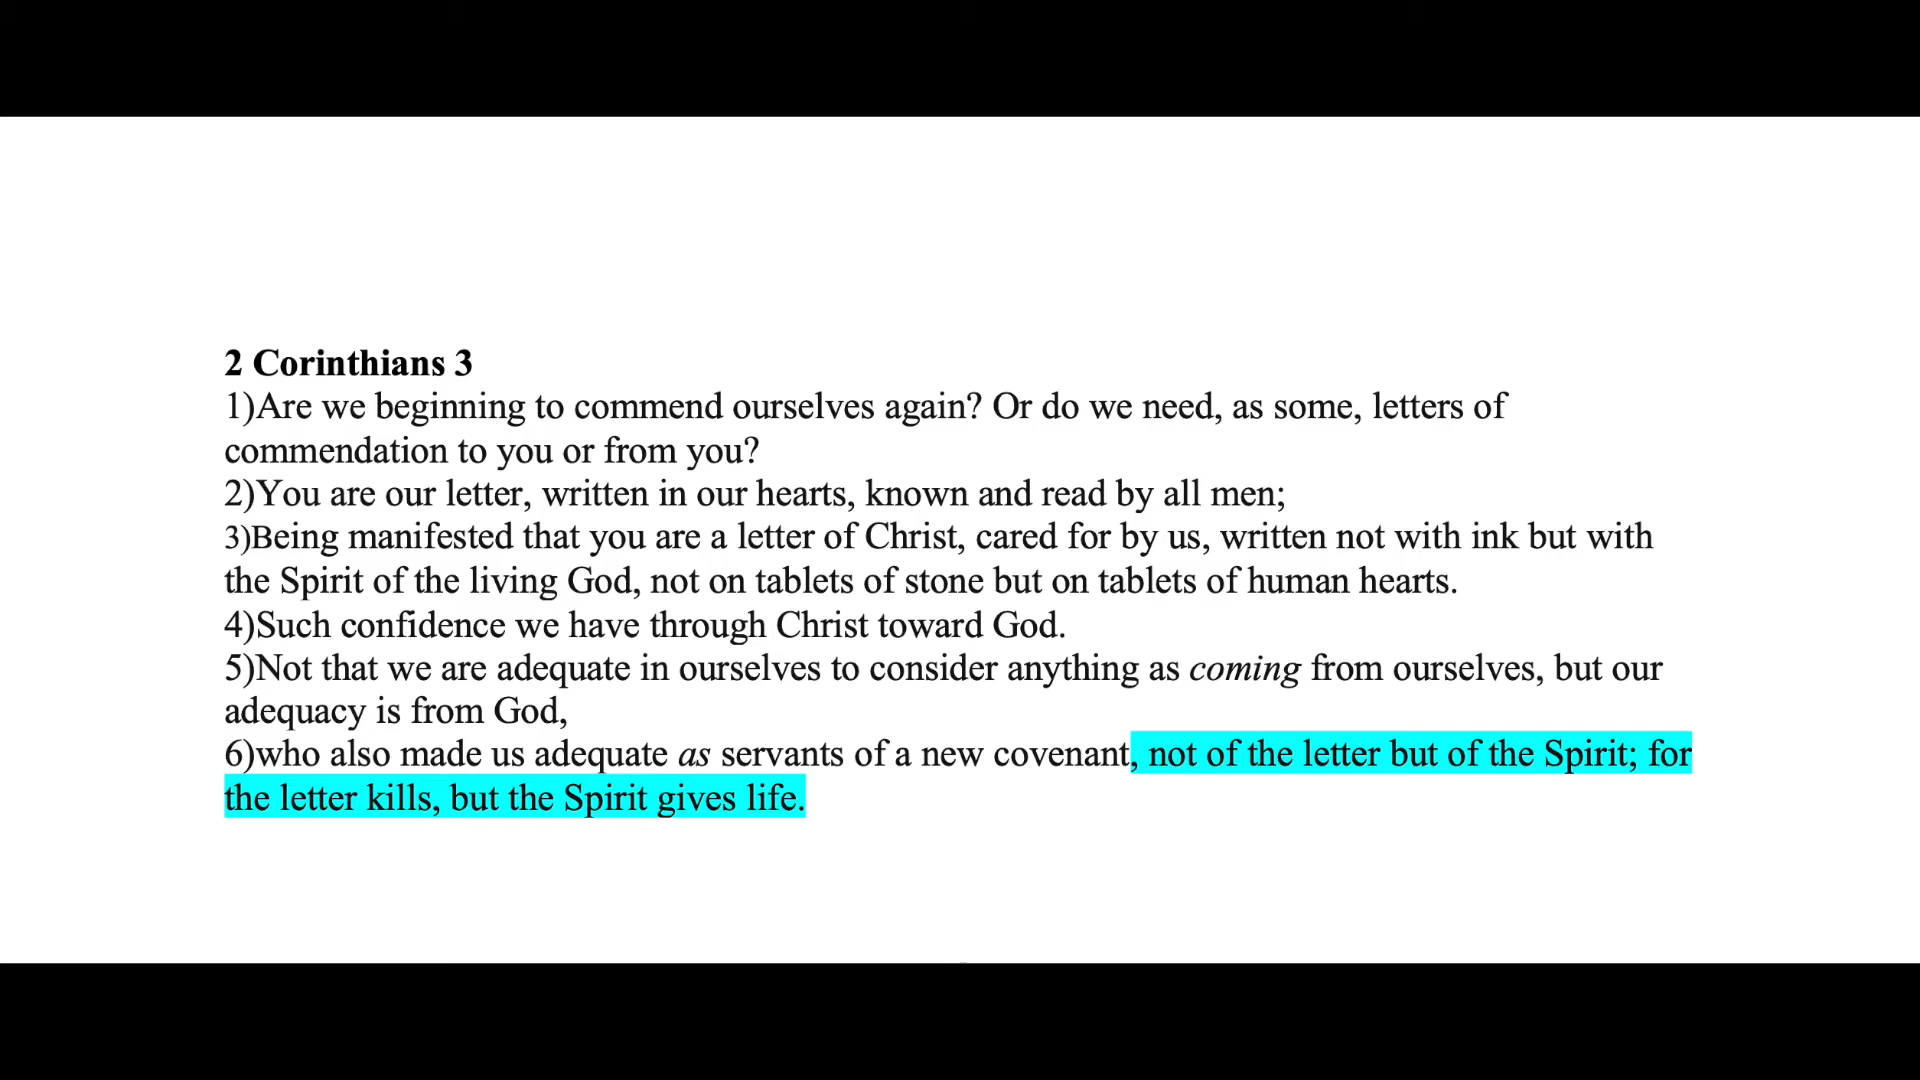 2 Corinthians 3
1)Are we beginning to commend ourselves again? Or do we need, as some, letters of
commendation to you or from you?
2)You are our letter, written in our hearts, known and read by all men;
3)Being manifested that you are a letter of Christ, cared for by us, written not with ink but with
the Spirit of the living God, not on tablets of stone but on tablets of human hearts.
4)Such confidence we have through Christ toward God.
5)Not that we are adequate in ourselves to consider anything as coming from ourselves, but our
adequacy is from God,
6)who also made us adequate as servants of a new covenant, not of the letter but of the Spirit; for
the letter kills, but the Spirit gives life.